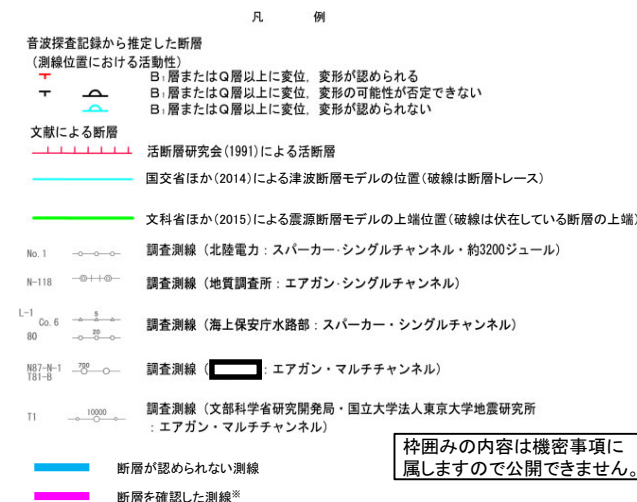 凡 例
音波探査記録から推定した断層
(測線位置における活動性)
B₁層またはQ層以上に変位，変形が認められる
B₁層またはQ層以上に変位，変形の可能性が否定できない
B₁層またはQ層以上に変位，変形が認められない
文献による断層
活断層研究会(1991)による活断層
国交省ほか(2014)による津波断層モデルの位置(破線は断層トレース)
文科省ほか(2015)による震源断層モデルの上端位置(破線は伏在している断層の上端)
No. 1 調査測線（北陸電力：スパーカー・シングルチャンネル・約3200ジュール）
N-118 調査測線（地質調査所：エアガン・シングルチャンネル）
L-1 5
Co. 6 調査測線（海上保安庁水路部：スパーカー・シングルチャンネル）
80 20
N87-N-1 700 調査測線（ ：エアガン・マルチチャンネル）
T81-B
T1 10000 調査測線（文部科学省研究開発局・国立大学法人東京大学地震研究所
：エアガン・マルチチャンネル）
枠囲みの内容は機密事項に
属しますので公開できません。
断層が認められない測線
断層を確認した測線※